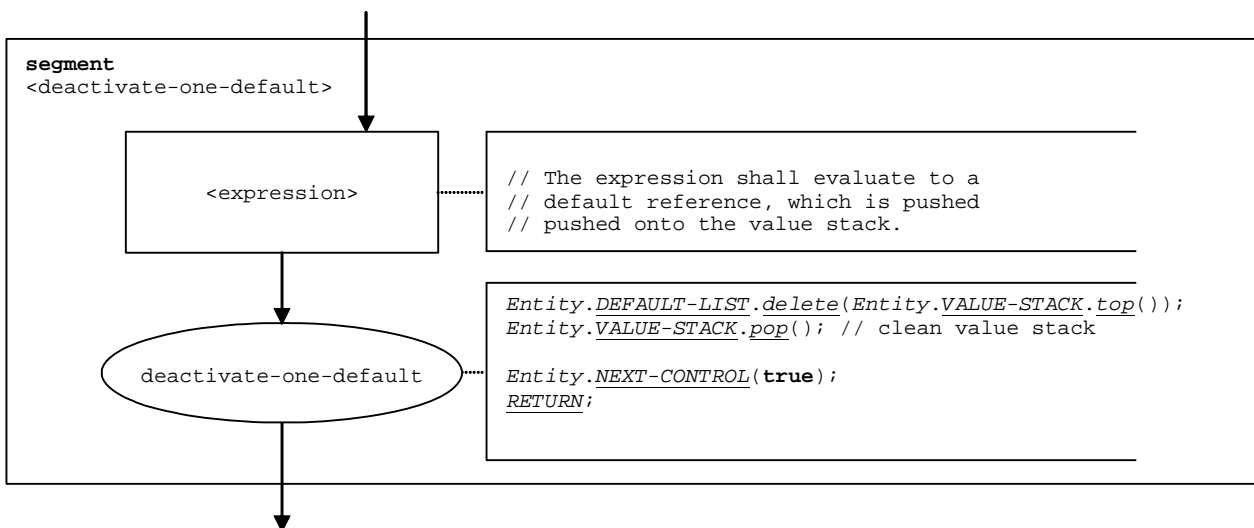 segment
<deactivate-one-default>
<expression>
// The expression shall evaluate to a
// default reference, which is pushed
// pushed onto the value stack.
deactivate-one-default
Entity.DEFAULT-LIST.delete(Entity.VALUE-STACK.top());
Entity.VALUE-STACK.pop(); // clean value stack
Entity.NEXT-CONTROL(true);
RETURN;